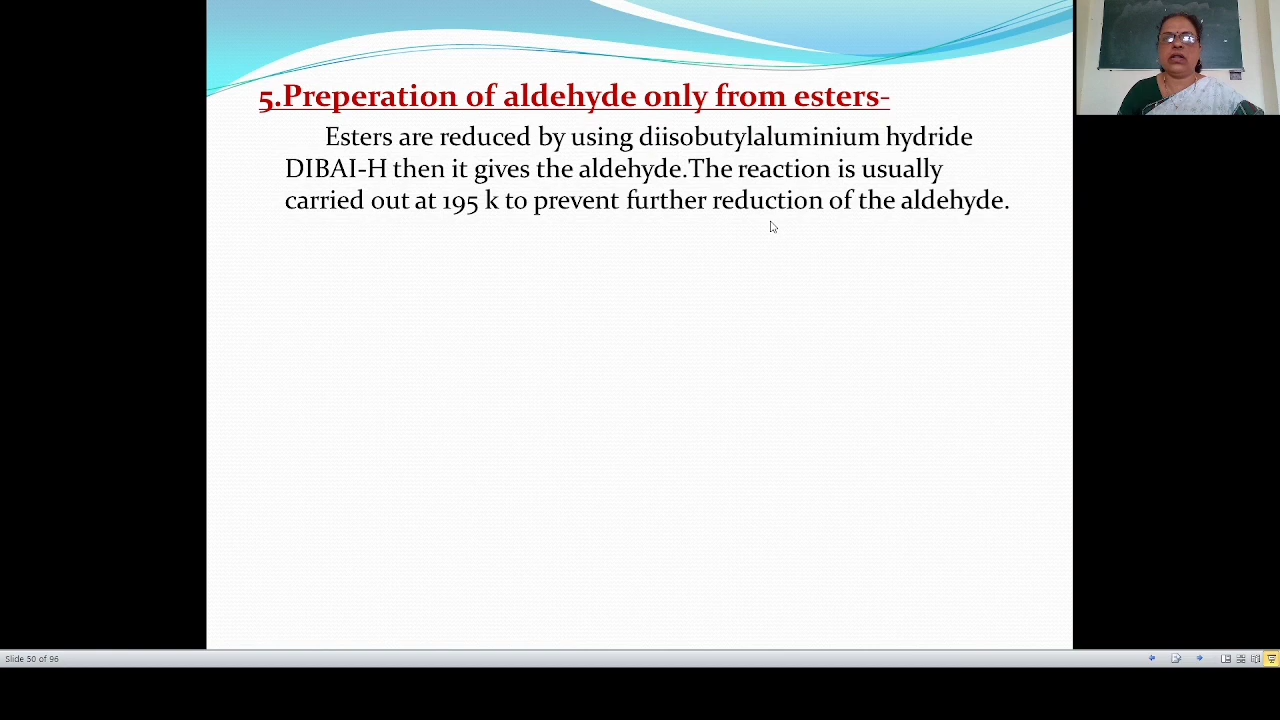 5.Preperation of aldehyde only from esters-
Esters are reduced by using diisobutylaluminium hydride
DIBAI-H then it gives the aldehyde.The reaction is usually
carried out at 195 k to prevent further reduction of the aldehyde.
Slide 50 of 96